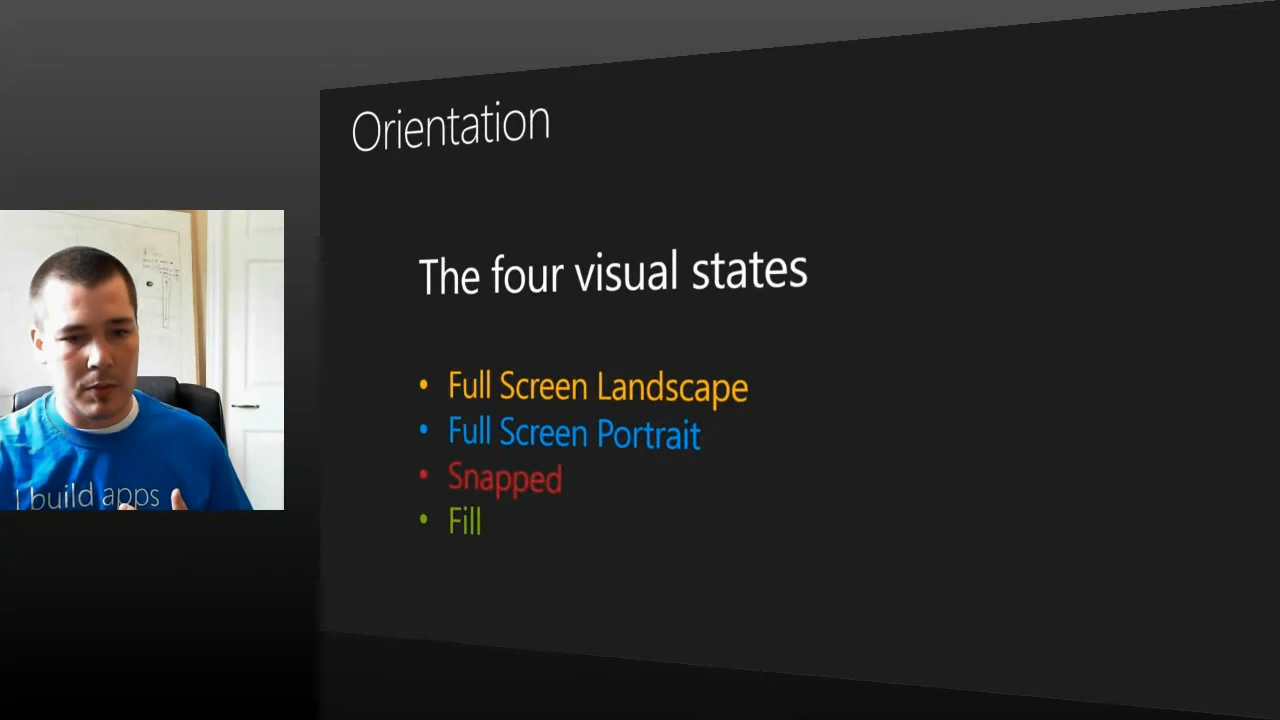 Orientation
The four visual states
• Full Screen Landscape
• Full Screen Portrait
• Snapped
• Fill
I build apps